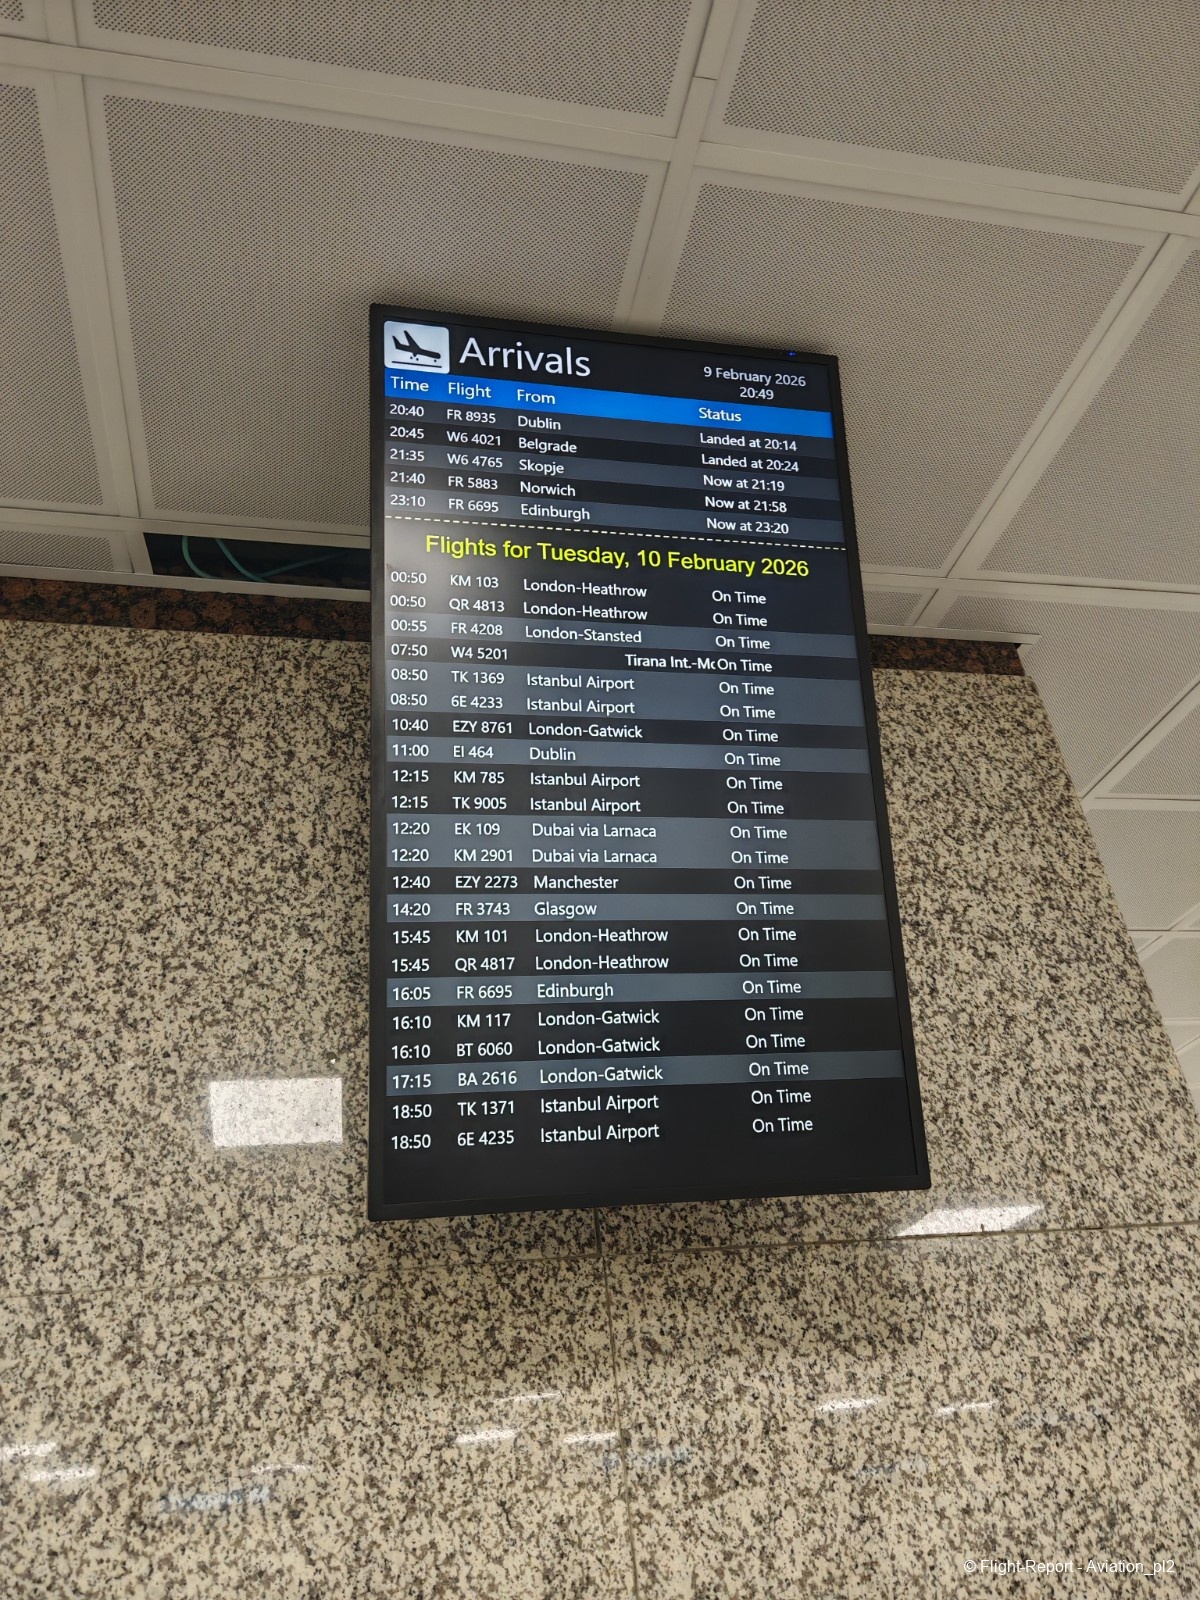 Arrivals
9 February 2026
20:49
Time Flight From Status
20:40 FR 8935 Dublin Landed at 20:14
20:45 W6 4021 Belgrade Landed at 20:24
21:35 W6 4765 Skopje Now at 21:19
21:40 FR 5883 Norwich Now at 21:58
23:10 FR 6695 Edinburgh Now at 23:20
Flights for Tuesday, 10 February 2026
00:50 KM 103 London-Heathrow On Time
00:50 QR 4813 London-Heathrow On Time
00:55 FR 4208 London-Stansted On Time
07:50 W4 5201 Tirana Int.-Mc On Time
08:50 TK 1369 Istanbul Airport On Time
08:50 6E 4233 Istanbul Airport On Time
10:40 EZY 8761 London-Gatwick On Time
11:00 EI 464 Dublin On Time
12:15 KM 785 Istanbul Airport On Time
12:15 TK 9005 Istanbul Airport On Time
12:20 EK 109 Dubai via Larnaca On Time
12:20 KM 2901 Dubai via Larnaca On Time
12:40 EZY 2273 Manchester On Time
14:20 FR 3743 Glasgow On Time
15:45 KM 101 London-Heathrow On Time
15:45 QR 4817 London-Heathrow On Time
16:05 FR 6695 Edinburgh On Time
16:10 KM 117 London-Gatwick On Time
16:10 BT 6060 London-Gatwick On Time
17:15 BA 2616 London-Gatwick On Time
18:50 TK 1371 Istanbul Airport On Time
18:50 6E 4235 Istanbul Airport On Time
© Flight-Report - Aviation_pl2